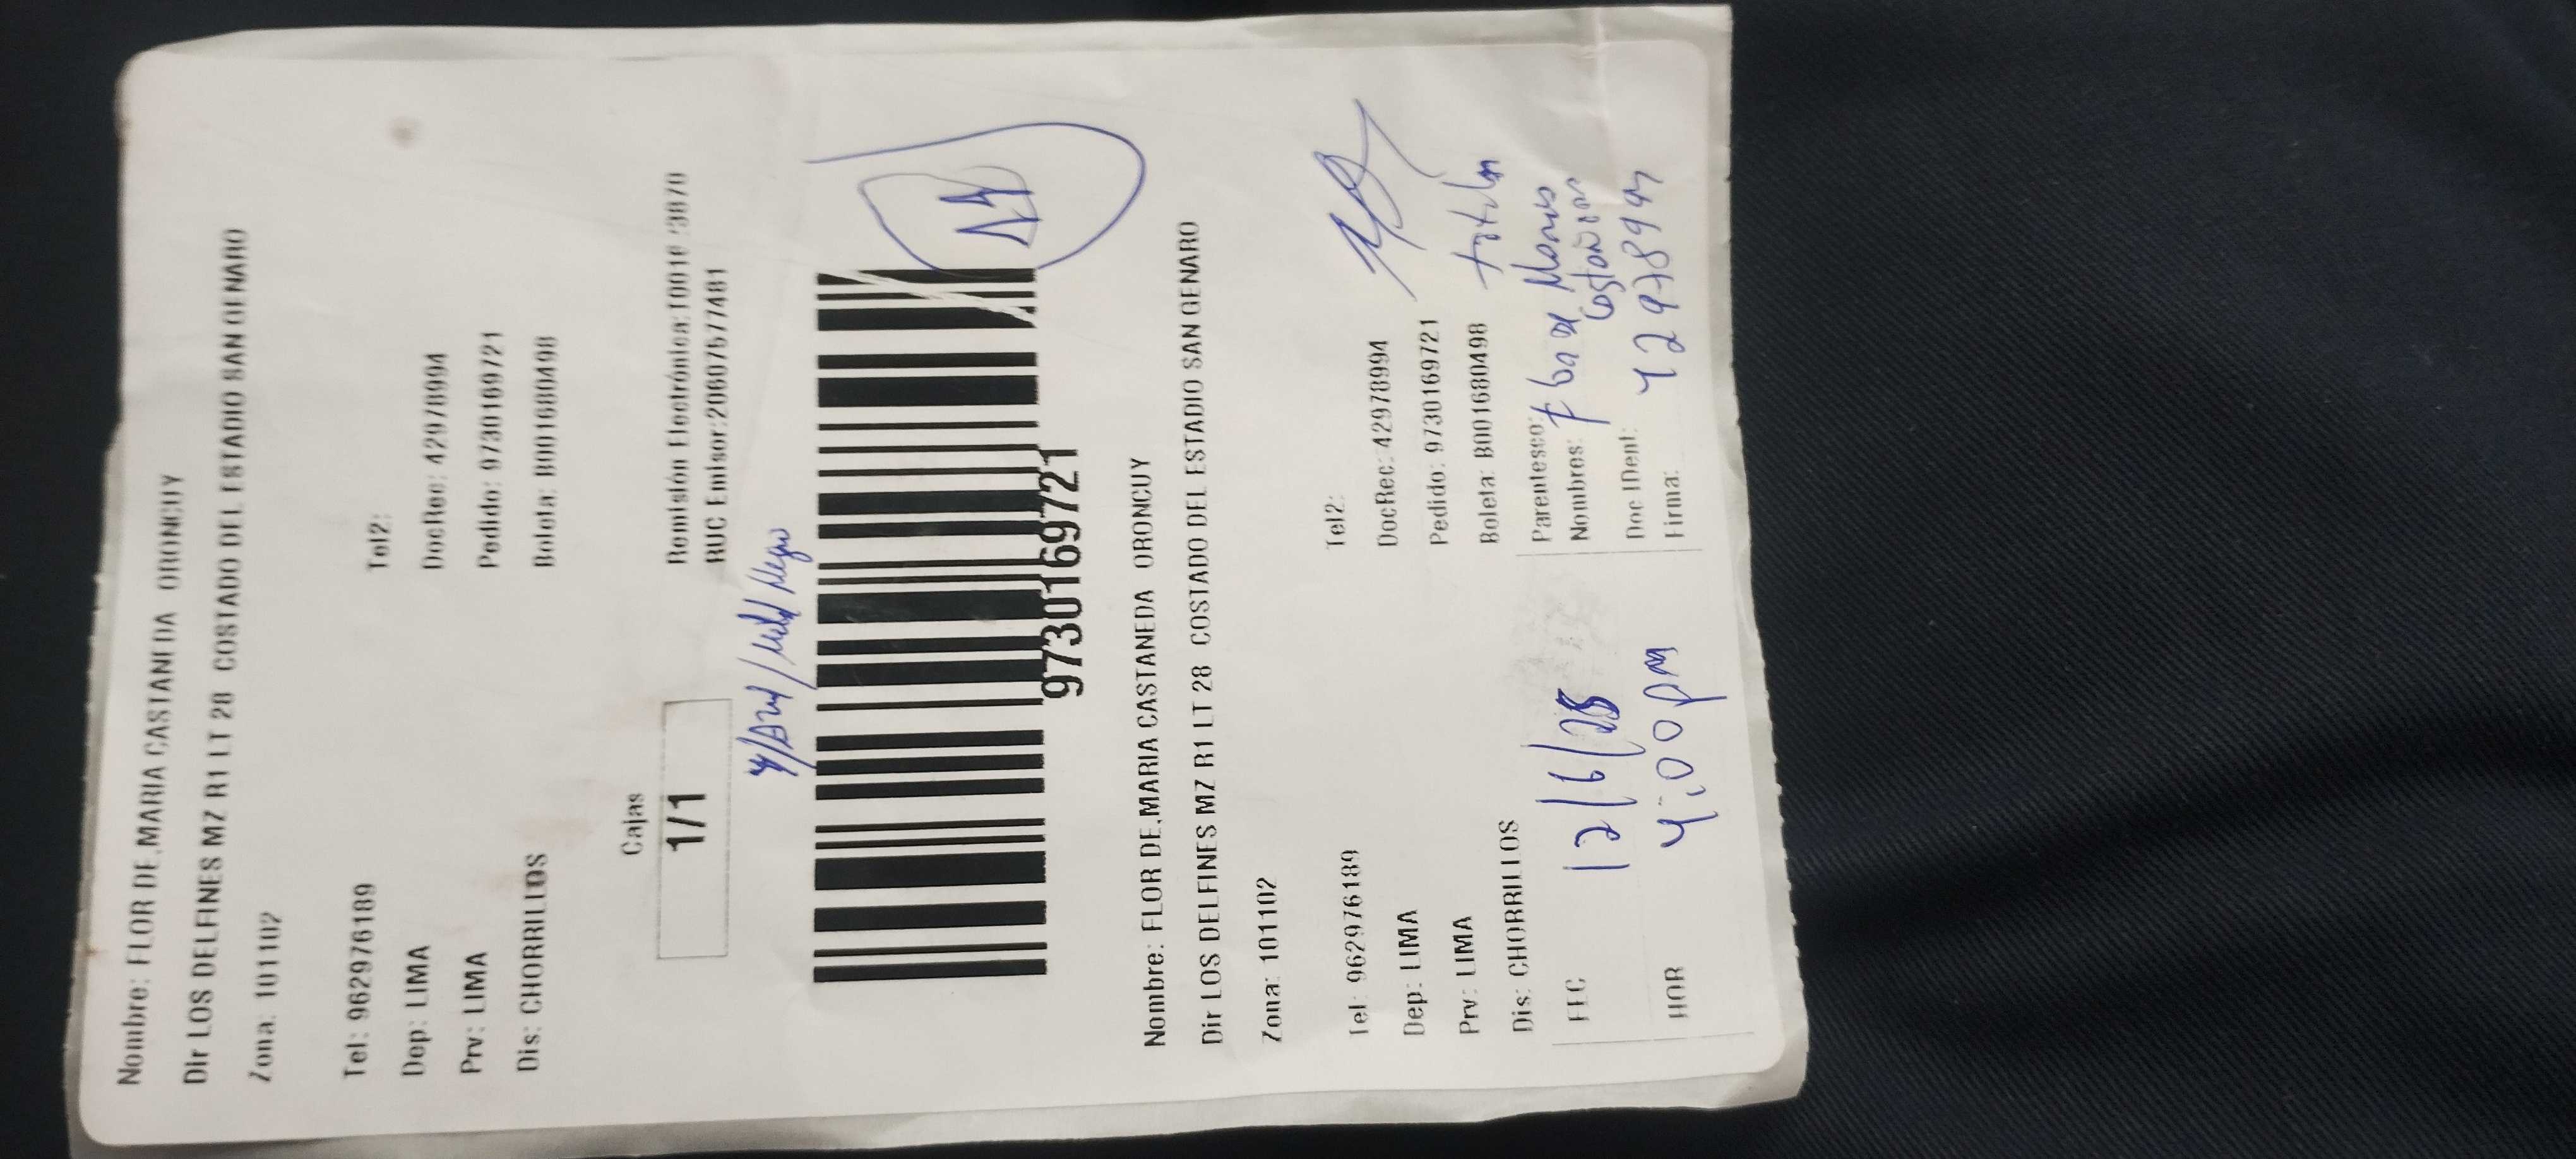 Nombre: FLOR DE,MARIA CASTANEDA ORONCUY
Dir LOS DELFINES MZ R1 LT 28 COSTADO DEL ESTADIO SAN GENARO
Zona: 101102
Tel: 962976189 Tel2:
Dep: LIMA DocRec: 42978994
Prv: LIMA Pedido: 9730169721
Dis: CHORRILLOS Boleta: B001680498
Cajas
1/1
Remisión Electrónica:
RUC Emisor:20607577481
Negro
9730169721
Nombre: FLOR DE,MARIA CASTANEDA ORONCUY
Dir LOS DELFINES MZ R1 LT 28 COSTADO DEL ESTADIO SAN GENARO
Zona: 101102
Tel: 962976189 Tel2:
Dep: LIMA DocRec: 42978994
Prv: LIMA Pedido: 9730169721
Dis: CHORRILLOS Boleta: B001680498
titular
FEC 12/6/25 Parentesco:
Nombres:
HOR 4:00 pm Doc IDent: 42978994
Firma: